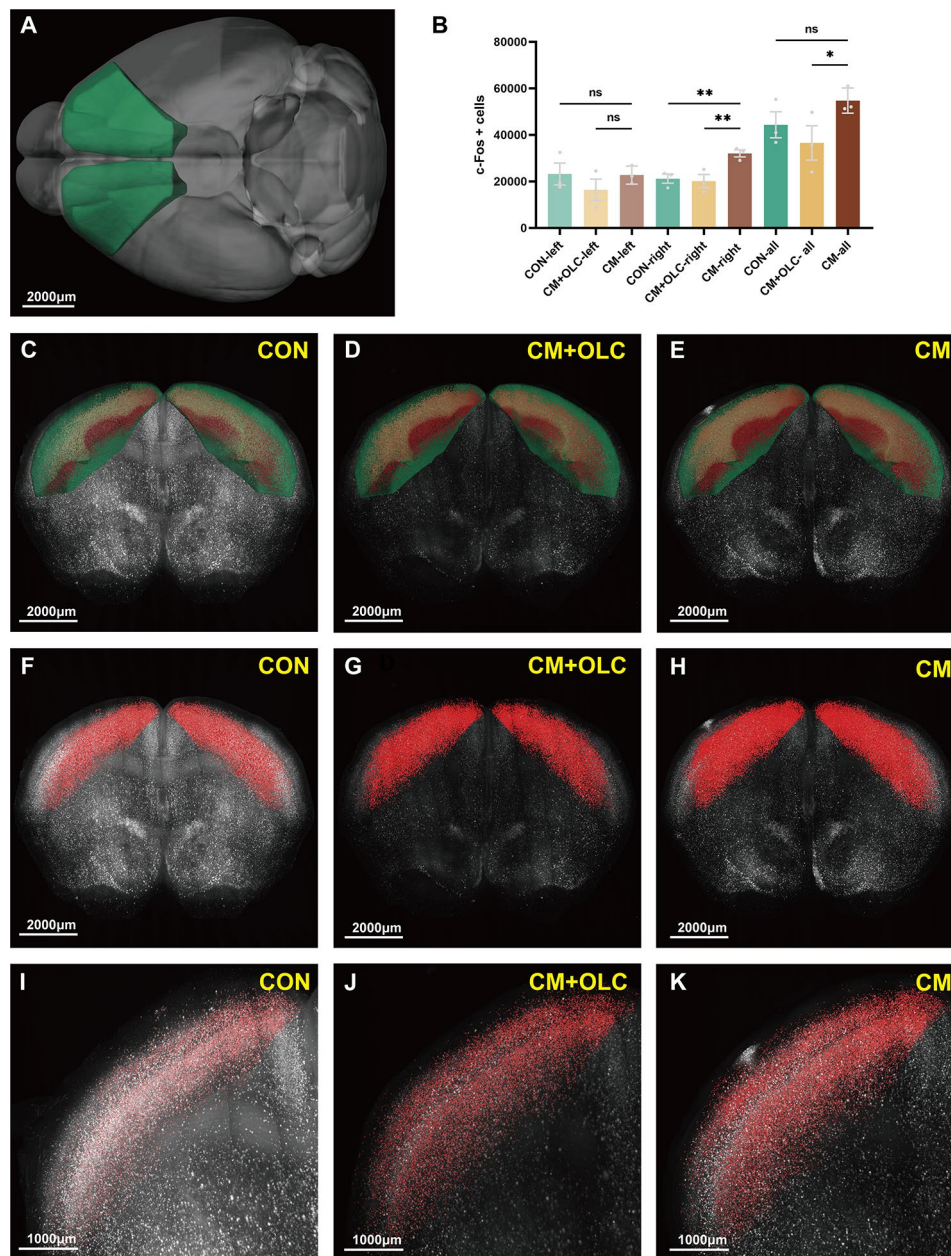 A
2000μm
B
c-Fos + cells
80000
60000
40000
20000
0
ns
ns
**
**
ns
*
CON-left
CM+OLC-left
CM-left
CON-right
CM+OLC-right
CM-right
CON-all
CM+OLC- all
CM-all
C
CON
2000μm
D
CM+OLC
2000μm
E
CM
2000μm
F
CON
2000μm
G
CM+OLC
2000μm
H
CM
2000μm
I
CON
1000μm
J
CM+OLC
1000μm
K
CM
1000μm